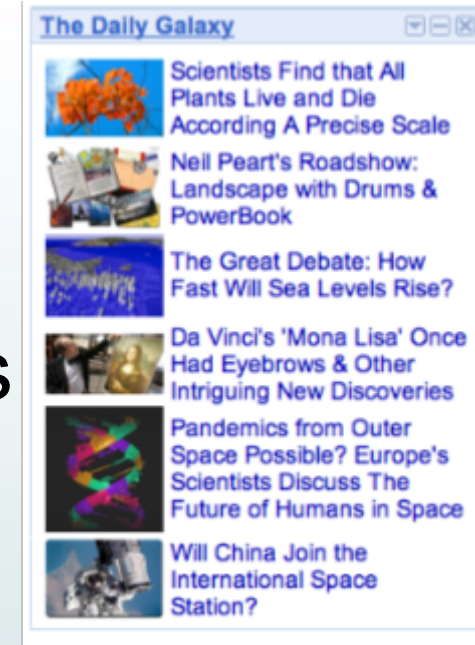 The Daily Galaxy
Scientists Find that All
Plants Live and Die
According A Precise Scale
Neil Peart's Roadshow:
Landscape with Drums &
PowerBook
The Great Debate: How
Fast Will Sea Levels Rise?
s
Da Vinci's 'Mona Lisa' Once
Had Eyebrows & Other
Intriguing New Discoveries
Pandemics from Outer
Space Possible? Europe's
Scientists Discuss The
Future of Humans in Space
Will China Join the
International Space
Station?